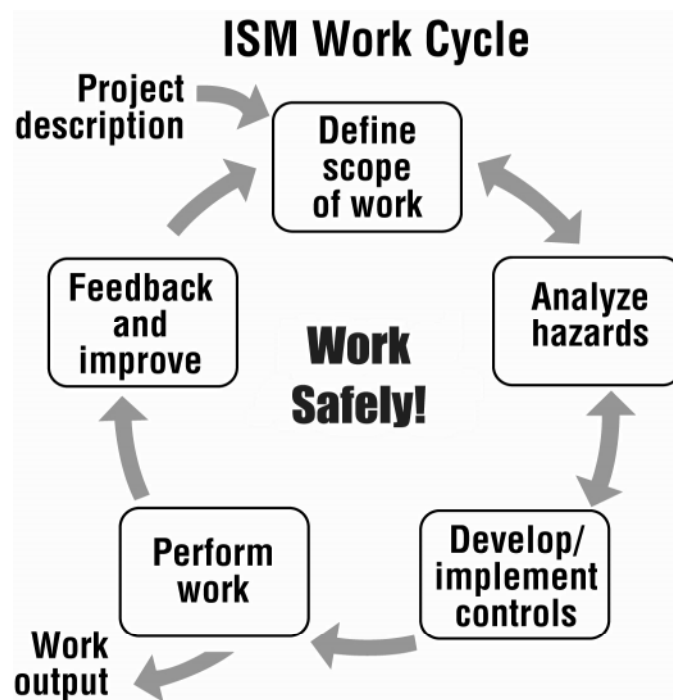 ISM Work Cycle
Project
description
Define
scope
of work
Analyze
hazards
Develop/
implement
controls
Perform
work
Work
output
Feedback
and
improve
Work
Safely!